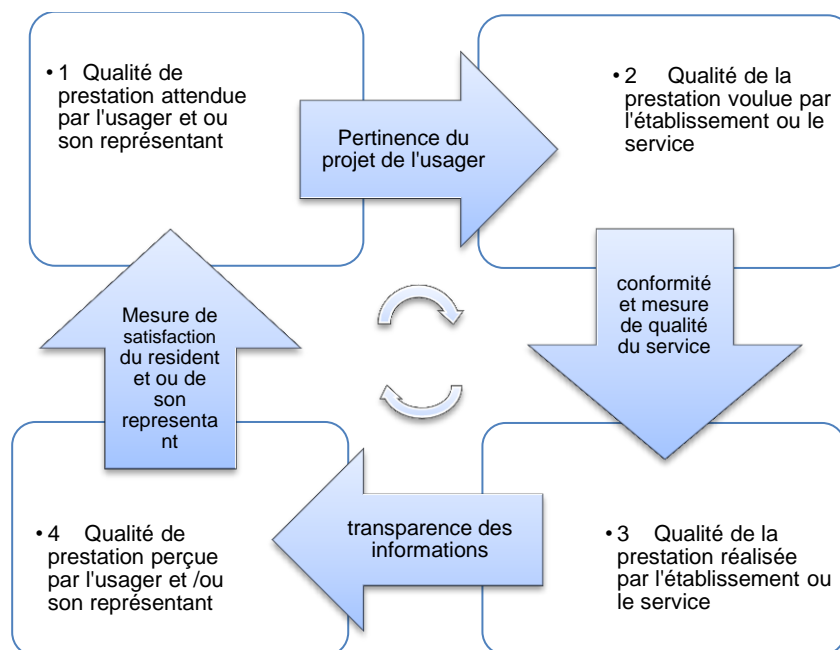 • 1 Qualité de
prestation attendue
par l'usager et ou
son représentant
Pertinence du
projet de l'usager
• 2 Qualité de la
prestation voulue par
l'établissement ou le
service
conformité
et mesure
de qualité
du service
• 3 Qualité de la
prestation réalisée
par l'établissement ou
le service
transparence des
informations
• 4 Qualité de
prestation perçue
par l'usager et /ou
son représentant
Mesure de
satisfaction
du resident
et ou de
son
representa
nt